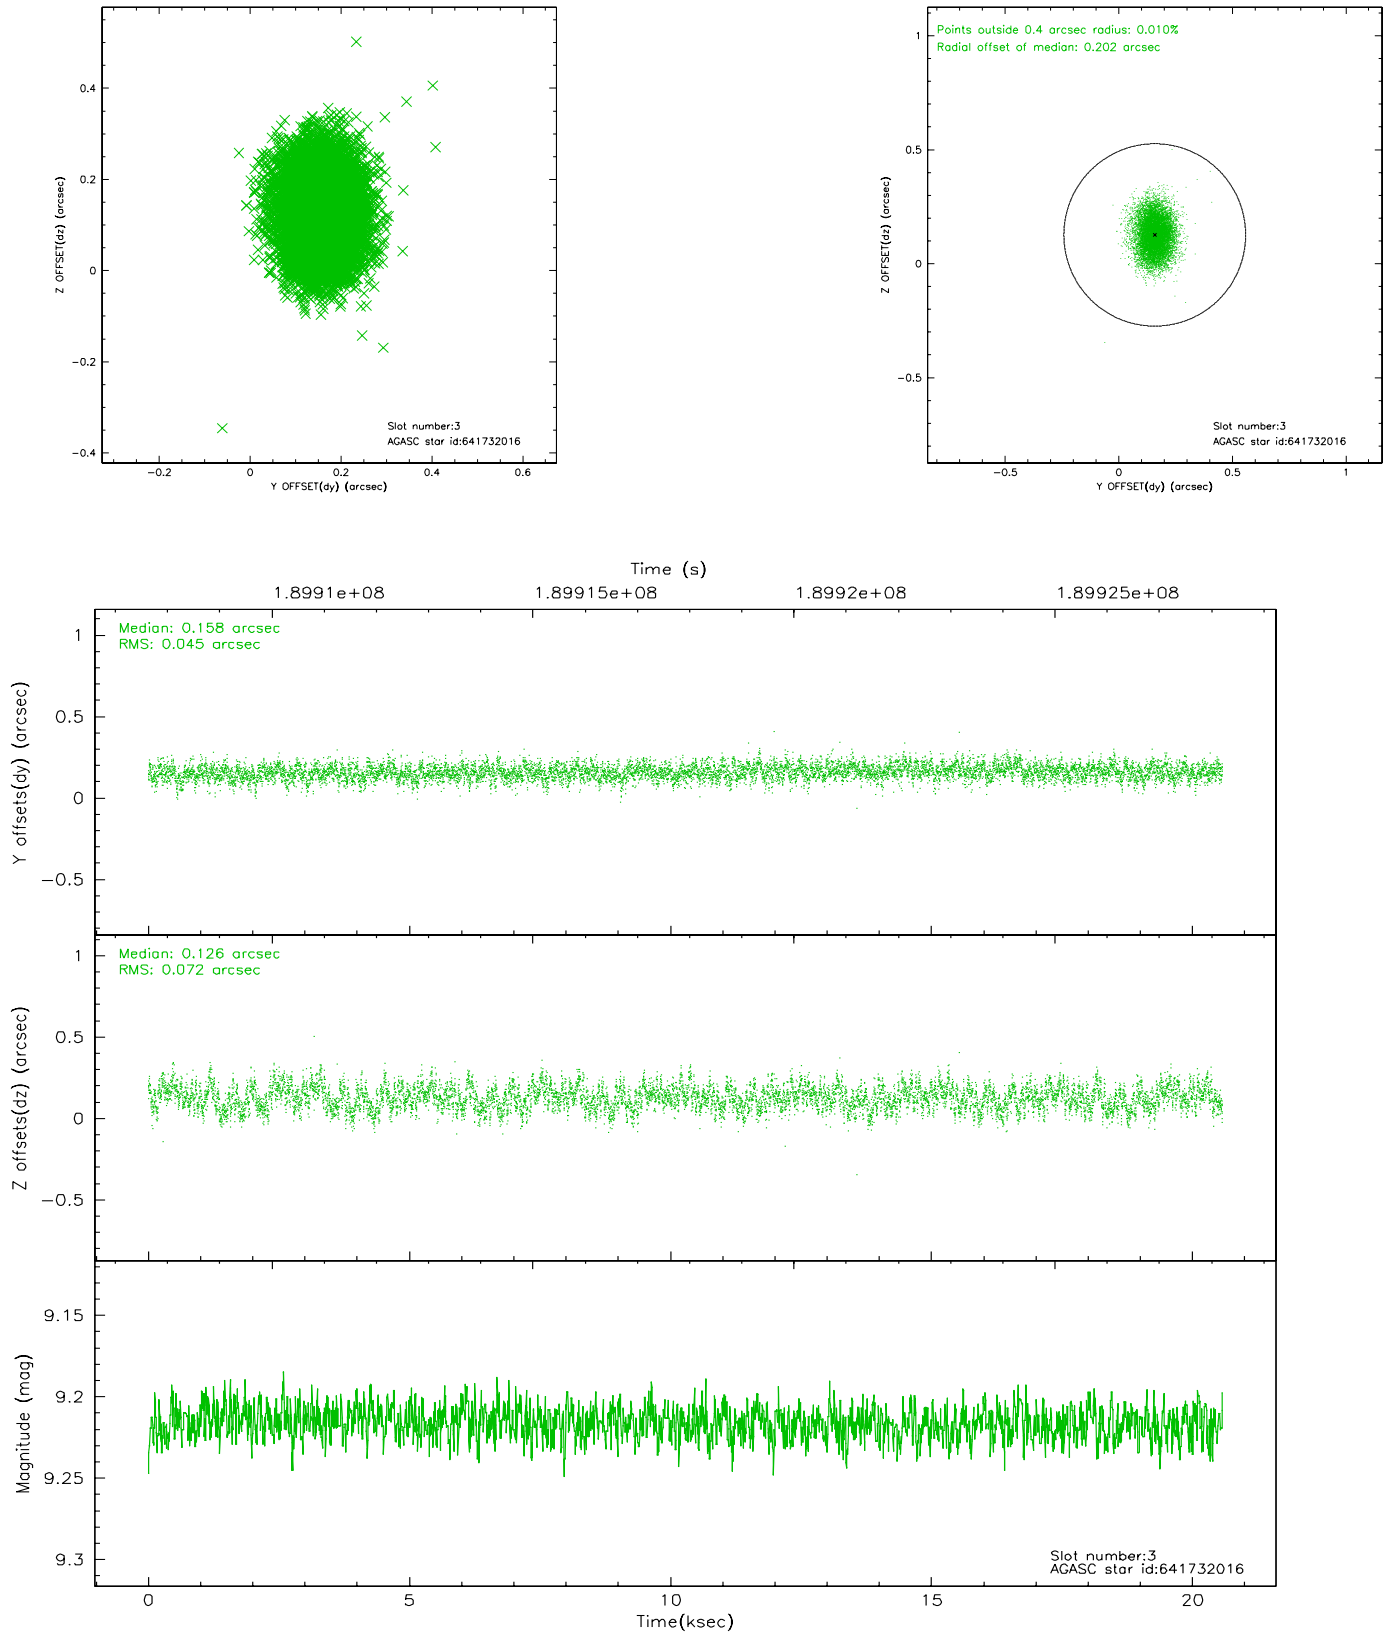 0.4
0.2
0
−0.2
−0.4
Z OFFSET(dz) (arcsec)
Slot number:3
AGASC star id:641732016
−0.2 0 0.2 0.4 0.6
Y OFFSET(dy) (arcsec)
Points outside 0.4 arcsec radius: 0.010%
Radial offset of median: 0.202 arcsec
1
0.5
0
−0.5
Z OFFSET(dz) (arcsec)
Slot number:3
AGASC star id:641732016
−0.5 0 0.5 1
Y OFFSET(dy) (arcsec)
Time (s)
1.8991e+08 1.89915e+08 1.8992e+08 1.89925e+08
Median: 0.158 arcsec
RMS: 0.045 arcsec
1
0.5
0
−0.5
Y offsets(dy) (arcsec)
Median: 0.126 arcsec
RMS: 0.072 arcsec
1
0.5
0
−0.5
Z offsets(dz) (arcsec)
9.15
9.2
9.25
9.3
Magnitude (mag)
Slot number:3
AGASC star id:641732016
0 5 10 15 20
Time(ksec)